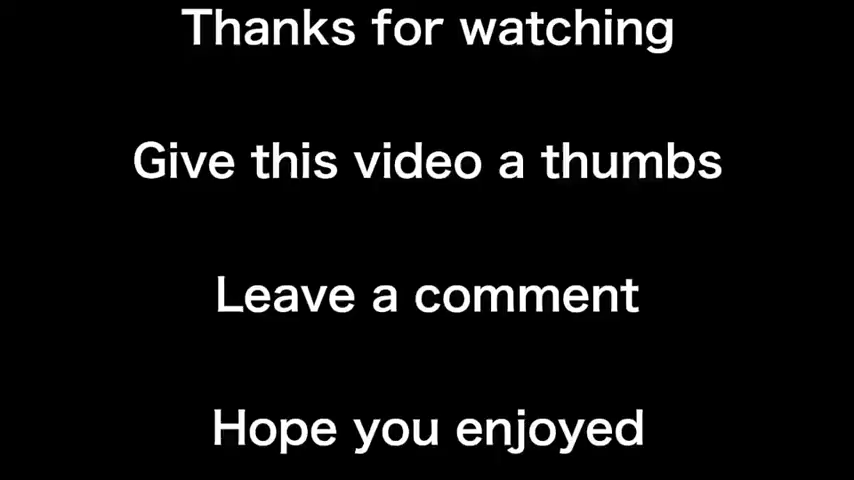 Thanks for watching
Give this video a thumbs
Leave a comment
Hope you enjoyed